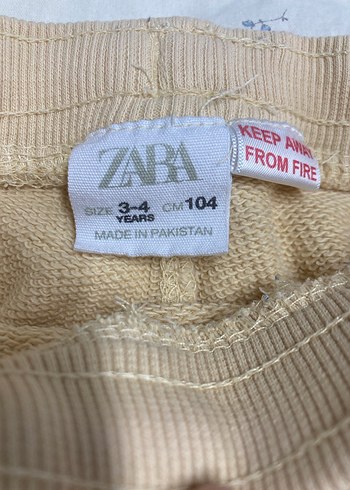 ZARA
SIZE 3-4 YEARS CM 104
MADE IN PAKISTAN
KEEP AWAY
FROM FIRE